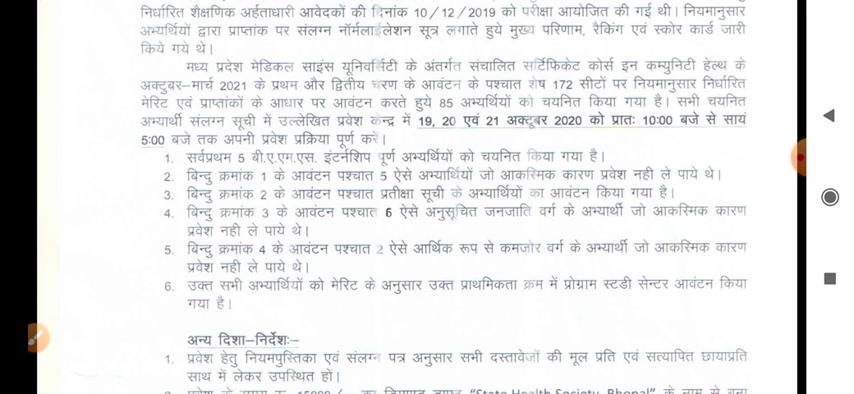 निर्धारित शैक्षणिक अर्हताधारी आवेदकों की दिनांक 10/12/2019 को परीक्षा आयोजित की गई थी। नियमानुसार
अभ्यर्थियों द्वारा प्राप्तांक पर संलग्न नॉर्मलाईलेशन सूत्र लगाते हुये मुख्य परिणाम, रैकिंग एवं स्कोर कार्ड जारी
किये गये थे।
मध्य प्रदेश मेडिकल साइंस यूनिवर्सिटी के अंतर्गत संचालित सर्टिफिकेट कोर्स इन कम्युनिटी हेल्थ के
अक्टुबर–मार्च 2021 के प्रथम और द्वितीय चरण के आवंटन के पश्चात शेष 172 सीटों पर नियमानुसार निर्धारित
मेरिट एवं प्राप्तांकों के आधार पर आवंटन करते हुये 85 अभ्यर्थियों को चयनित किया गया है। सभी चयनित
अभ्यार्थी संलग्न सूची में उल्लेखित प्रवेश केन्द्र में 19, 20 एवं 21 अक्टूबर 2020 को प्रातः 10:00 बजे से सायं
5:00 बजे तक अपनी प्रवेश प्रक्रिया पूर्ण करें।
1. सर्वप्रथम 5 बी.ए.एम.एस. इंटर्नशिप पूर्ण अभ्यर्थियों को चयनित किया गया है।
2. बिन्दु क्रमांक 1 के आवंटन पश्चात 5 ऐसे अभ्यार्थियों जो आकस्मिक कारण प्रवेश नही ले पाये थे।
3. बिन्दु क्रमांक 2 के आवंटन पश्चात प्रतीक्षा सूची के अभ्यार्थियों का आवंटन किया गया है।
4. बिन्दु क्रमांक 3 के आवंटन पश्चात 6 ऐसे अनुसूचित जनजाति वर्ग के अभ्यार्थी जो आकस्मिक कारण
प्रवेश नही ले पाये थे।
5. बिन्दु क्रमांक 4 के आवंटन पश्चात 2 ऐसे आर्थिक रूप से कमजोर वर्ग के अभ्यार्थी जो आकस्मिक कारण
प्रवेश नही ले पाये थे।
6. उक्त सभी अभ्यार्थियों को मेरिट के अनुसार उक्त प्राथमिकता क्रम में प्रोग्राम स्टडी सेन्टर आवंटन किया
गया है।
अन्य दिशा–निर्देशः–
1. प्रवेश हेतु नियमपुस्तिका एवं संलग्न पत्र अनुसार सभी दस्तावेजों की मूल प्रति एवं सत्यापित छायाप्रति
साथ में लेकर उपस्थित हों।
"State Health Society, Bhopal" के नाम से बना